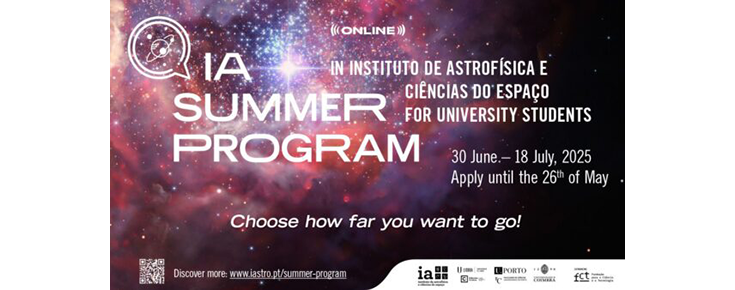 ONLINE
IA
SUMMER
PROGRAM
IN INSTITUTO DE ASTROFÍSICA E
CIÊNCIAS DO ESPAÇO
FOR UNIVERSITY STUDENTS
30 June.– 18 July, 2025
Apply until the 26th of May
Choose how far you want to go!
Discover more: www.iastro.pt/summer-program
ia
U LISBOA
U.PORTO
COIMBRA
fct